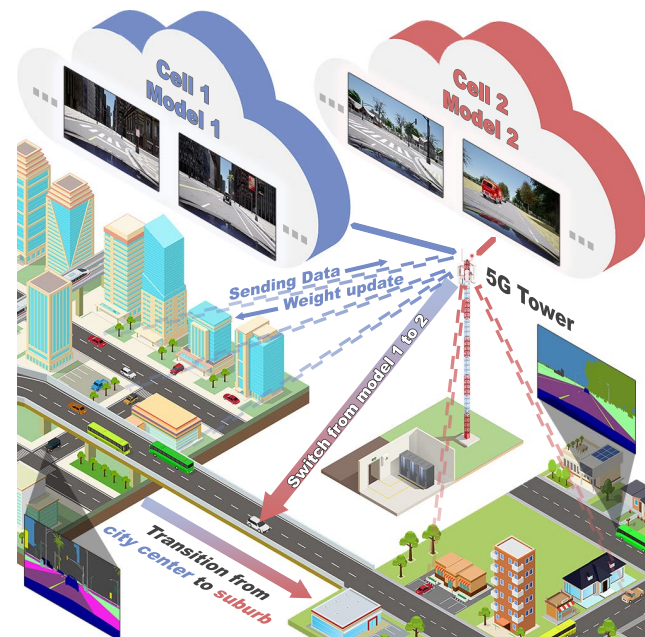 Cell 1
Model 1
Cell 2
Model 2
Sending Data
Weight update
5G Tower
Switch from model 1 to 2
Transition from
city center to suburb